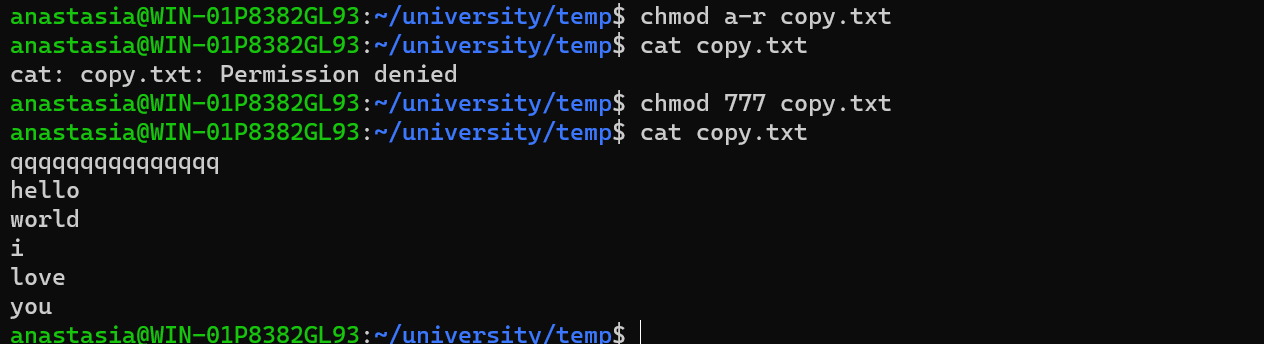 anastasia@WIN-01P8382GL93:~/university/temp$ chmod a-r copy.txt
anastasia@WIN-01P8382GL93:~/university/temp$ cat copy.txt
cat: copy.txt: Permission denied
anastasia@WIN-01P8382GL93:~/university/temp$ chmod 777 copy.txt
anastasia@WIN-01P8382GL93:~/university/temp$ cat copy.txt
qqqqqqqqqqqqqqq
hello
world
i
love
you
anastasia@WIN-01P8382GL93:~/university/temp$